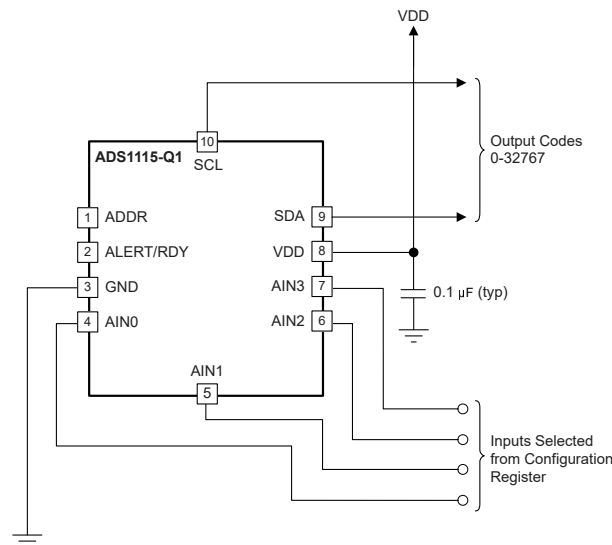 VDD
10
ADS1115-Q1
SCL
Output Codes
0-32767
1 ADDR
SDA 9
2 ALERT/RDY
VDD 8
3 GND
AIN3 7
0.1 µF (typ)
4 AIN0
AIN2 6
AIN1
5
Inputs Selected
from Configuration
Register